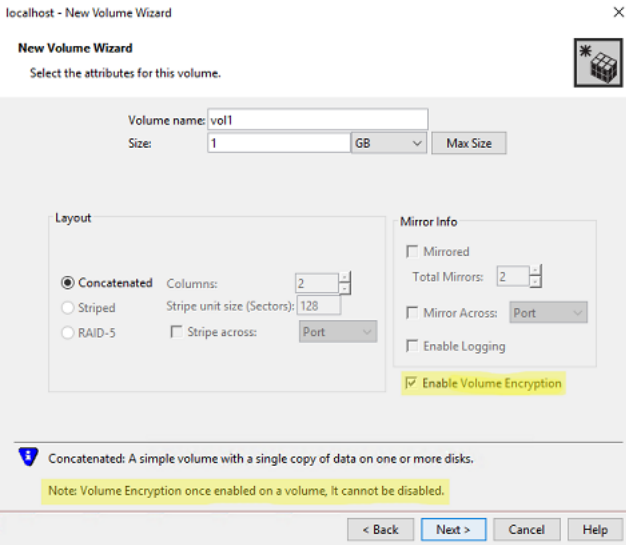 localhost - New Volume Wizard
New Volume Wizard
Select the attributes for this volume.
Volume name: vol1
Size: 1 GB Max Size
Layout
Concatenated Columns: 2
Striped Stripe unit size (Sectors): 128
RAID-5 Stripe across: Port
Mirror Info
Mirrored
Total Mirrors: 2
Mirror Across: Port
Enable Logging
Enable Volume Encryption
Concatenated: A simple volume with a single copy of data on one or more disks.
Note: Volume Encryption once enabled on a volume, It cannot be disabled.
< Back Next > Cancel Help